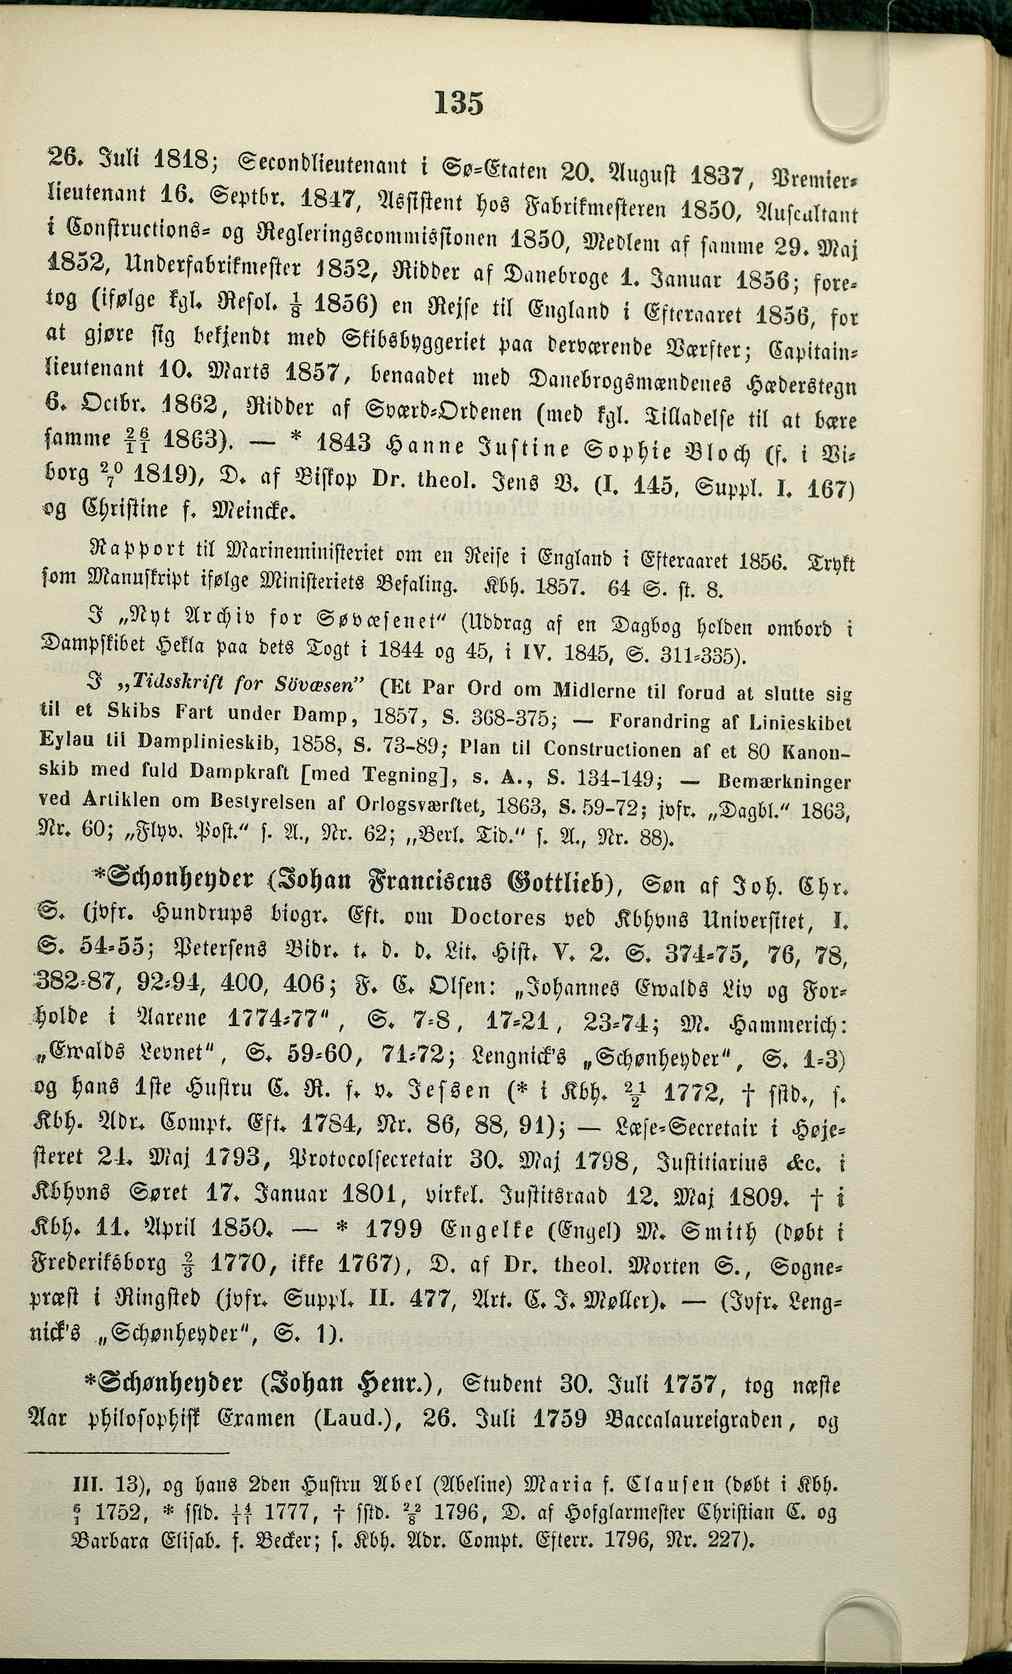 135
26. Juli 1818; Secondlieutenant i Sø-Etaten 20. August 1837, Premier-
lieutenant 16. Septbr. 1847, Assistent hos Fabrikmesteren 1850, Auscultant
i Constructions- og Regleringscommissionen 1850, Medlem af samme 29. Maj
1852, Underfabrikmester 1852, Ridder af Danebroge 1. Januar 1856; fore-
tog (ifølge kgl. Resol. 1/8 1856) en Rejse til England i Efteraaret 1856, for
at gjøre sig bekjendt med Skibsbyggeriet paa derværende Værfter; Capitain-
lieutenant 10. Marts 1857, benaadet med Danebrogsmændenes Hæderstegn
6. Octbr. 1862, Ridder af Sværd-Ordenen (med kgl. Tilladelse til at bære
samme 26/11 1863). — * 1843 Hanne Justine Sophie Bloch (f. i Vi-
borg 20/7 1819), D. af Biskop Dr. theol. Jens B. (I. 145, Suppl. I. 167)
og Christine f. Meincke.
Rapport til Marineministeriet om en Reise i England i Efteraaret 1856. Trykt
som Manuskript ifølge Ministeriets Befaling. Kbh. 1857. 64 S. st. 8.
I „Nyt Archiv for Søvæsenet“ (Uddrag af en Dagbog holden ombord i
Dampskibet Hekla paa dets Togt i 1844 og 45, i IV. 1845, S. 311-335).
I „Tidsskrift for Sövæsen” (Et Par Ord om Midlerne til forud at slutte sig
til et Skibs Fart under Damp, 1857, S. 368-375; — Forandring af Linieskibet
Eylau til Damplinieskib, 1858, S. 73-89; Plan til Constructionen af et 80 Kanon-
skib med fuld Dampkraft [med Tegning], s. A., S. 134-149; — Bemærkninger
ved Artiklen om Bestyrelsen af Orlogsværftet, 1863, S. 59-72; jvfr. „Dagbl.“ 1863,
Nr. 60; „Flyv. Post.“ s. A., Nr. 62; „Berl. Tid.“ s. A., Nr. 88).
*Schønheyder (Johan Franciscus Gottlieb), Søn af Joh. Chr.
S. (jvfr. Hundrups biogr. Eft. om Doctores ved Kbhvns Universitet, I.
S. 54-55; Petersens Bidr. t. d. d. Lit. Hist. V. 2. S. 374-75, 76, 78,
382-87, 92-94, 400, 406; F. C. Olsen: „Johannes Ewalds Liv og For-
holde i Aarene 1774-77“, S. 7-8, 17-21, 23-74; M. Hammerich:
„Ewalds Levnet“, S. 59-60, 71-72; Lengnick's „Schønheyder“, S. 1-3)
og hans 1ste Hustru C. R. f. v. Jessen (* i Kbh. 21/2 1772, † sstd., s.
Kbh. Adr. Compt. Eft. 1784, Nr. 86, 88, 91); — Læse-Secretair i Høje-
steret 24. Maj 1793, Protocolsecretair 30. Maj 1798, Justitiarius &c. i
Kbhvns Søret 17. Januar 1801, virkel. Justitsraad 12. Maj 1809. † i
Kbh. 11. April 1850. — * 1799 Engelke (Engel) M. Smith (døbt i
Frederiksborg 2/3 1770, ikke 1767), D. af Dr. theol. Morten S., Sogne-
præst i Ringsted (jvfr. Suppl. II. 477, Art. C. J. Møller). — (Jvfr. Leng-
nick's „Schønheyder“, S. 1).
*Schønheyder (Johan Henr.), Student 30. Juli 1757, tog næste
Aar philosophisk Examen (Laud.), 26. Juli 1759 Baccalaureigraden, og
III. 13), og hans 2den Hustru Abel (Abeline) Maria f. Clausen (døbt i Kbh.
6/1 1752, * sstd. 14/11 1777, † sstd. 22/8 1796, D. af Hofglarmester Christian C. og
Barbara Elisab. f. Becker; s. Kbh. Adr. Compt. Efterr. 1796, Nr. 227).